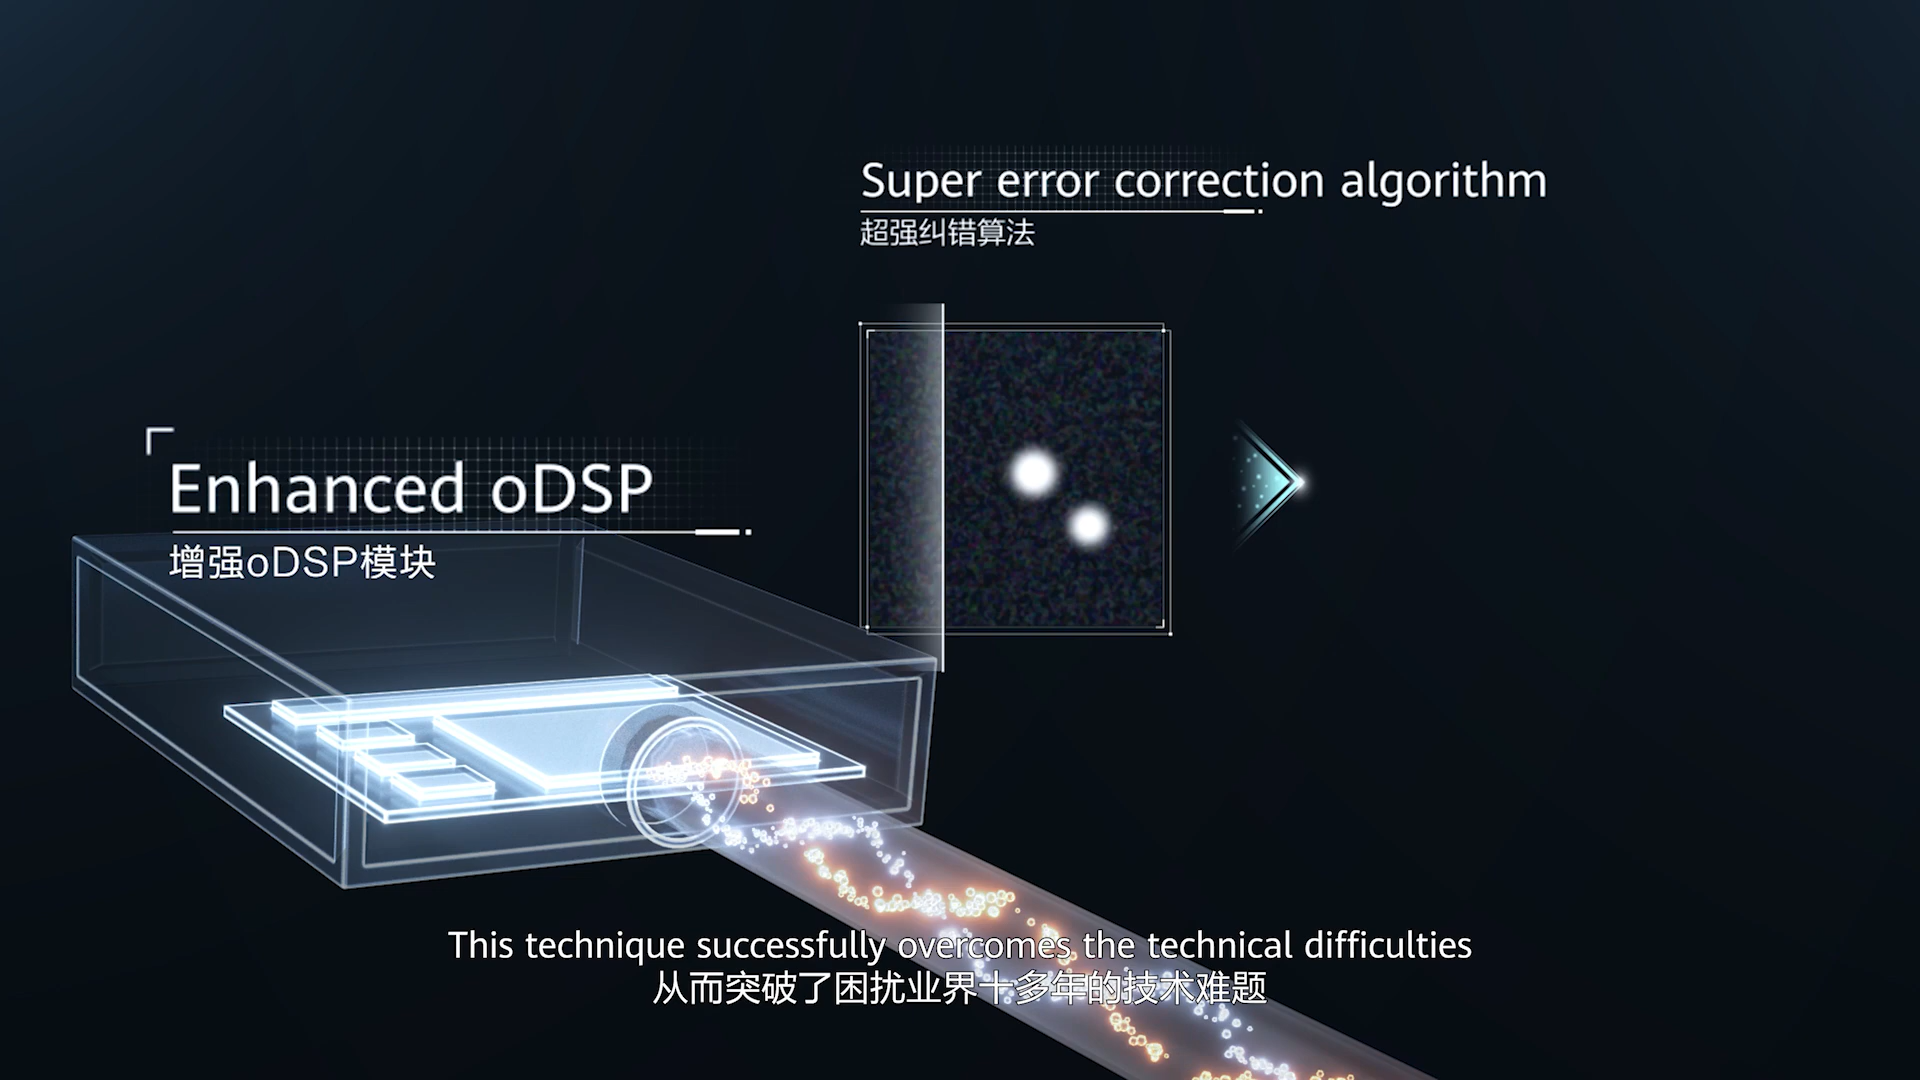 Super error correction algorithm
超强纠错算法
Enhanced oDSP
增强oDSP模块
This technique successfully overcomes the technical difficulties
从而突破了困扰业界十多年的技术难题